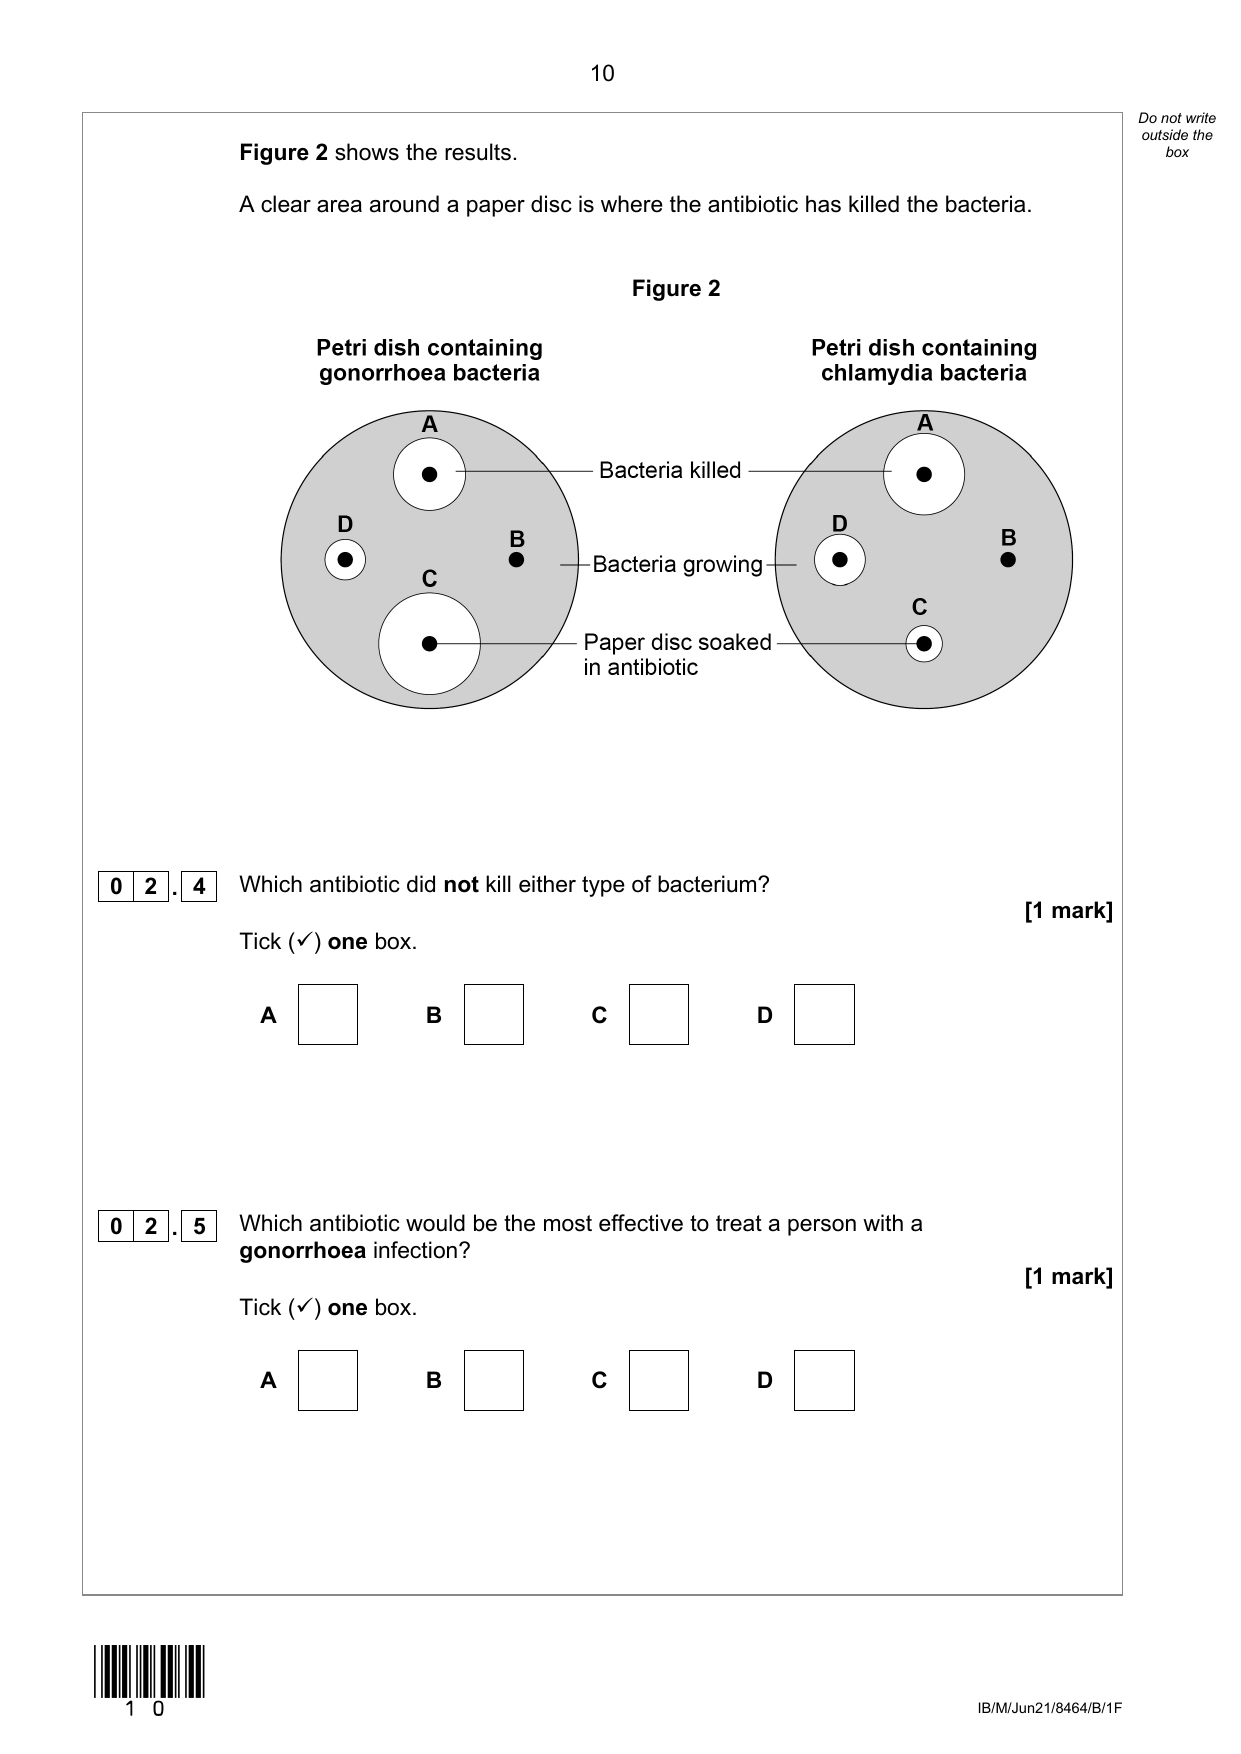 10
Do not write
outside the
box
Figure 2 shows the results.
A clear area around a paper disc is where the antibiotic has killed the bacteria.
Figure 2
Petri dish containing
gonorrhoea bacteria
Petri dish containing
chlamydia bacteria
A
A
Bacteria killed
D
D
B
B
Bacteria growing
C
C
Paper disc soaked
in antibiotic
0 2 . 4 Which antibiotic did not kill either type of bacterium?
[1 mark]
Tick (✓) one box.
A B C D
0 2 . 5 Which antibiotic would be the most effective to treat a person with a
gonorrhoea infection?
[1 mark]
Tick (✓) one box.
A B C D
1 0
IB/M/Jun21/8464/B/1F